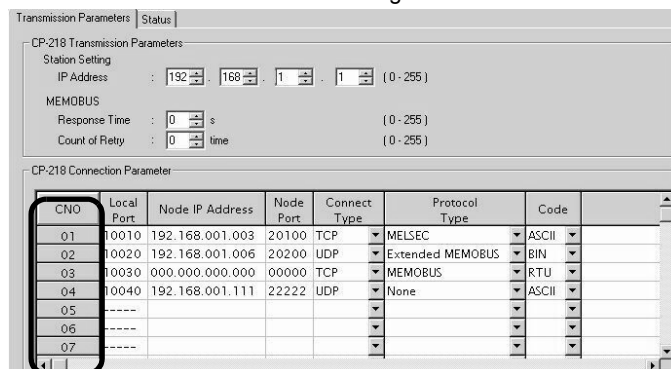 Transmission Parameters Status
CP-218 Transmission Parameters
Station Setting
IP Address : 192 . 168 . 1 . 1 ( 0 - 255 )
MEMOBUS
Response Time : 0 s ( 0 - 255 )
Count of Retry : 0 time ( 0 - 255 )
CP-218 Connection Parameter
CNO Local Port Node IP Address Node Port Connect Type Protocol Type Code
01 10010 192.168.001.003 20100 TCP MELSEC ASCII
02 10020 192.168.001.006 20200 UDP Extended MEMOBUS BIN
03 10030 000.000.000.000 00000 TCP MEMOBUS RTU
04 10040 192.168.001.111 22222 UDP None ASCII
05 -----
06 -----
07 -----